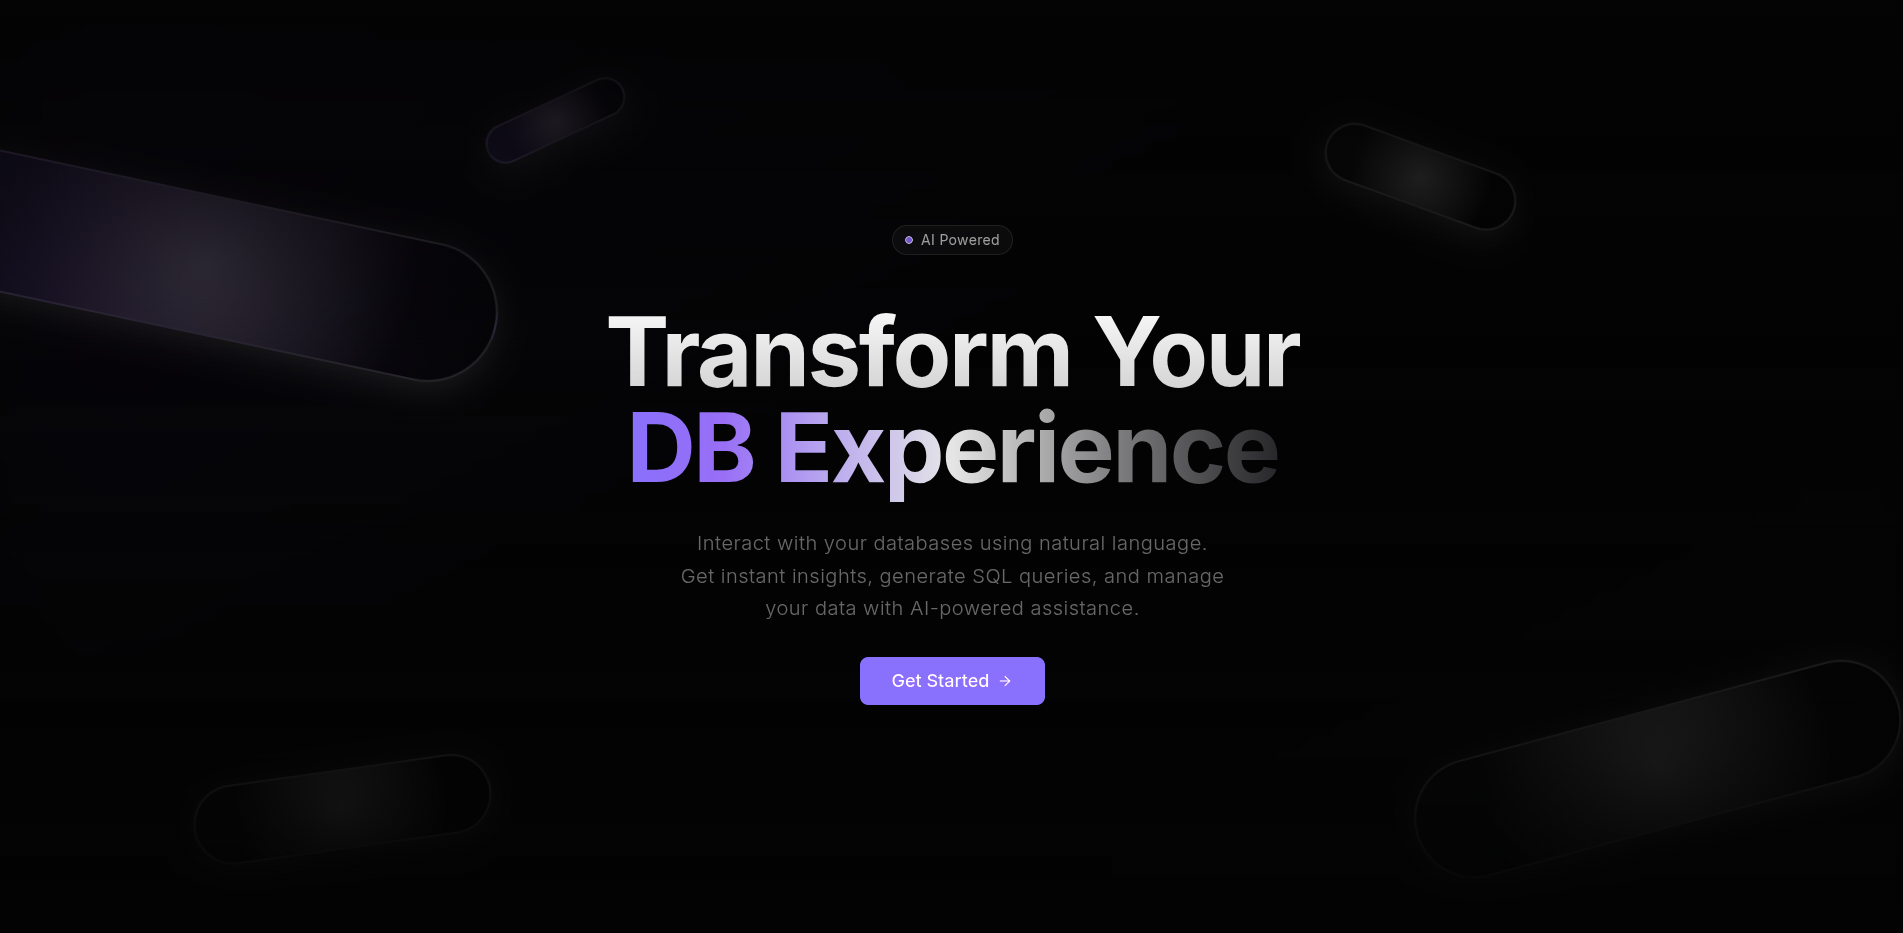 AI Powered
Transform Your
DB Experience
Interact with your databases using natural language.
Get instant insights, generate SQL queries, and manage
your data with AI-powered assistance.
Get Started →